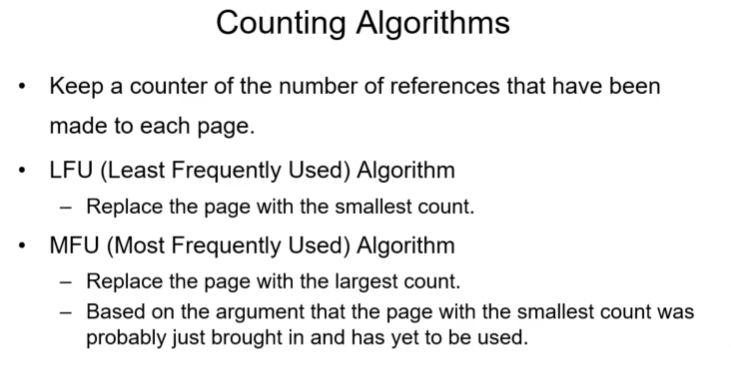 Counting Algorithms
• Keep a counter of the number of references that have been
made to each page.
• LFU (Least Frequently Used) Algorithm
– Replace the page with the smallest count.
• MFU (Most Frequently Used) Algorithm
– Replace the page with the largest count.
– Based on the argument that the page with the smallest count was
probably just brought in and has yet to be used.